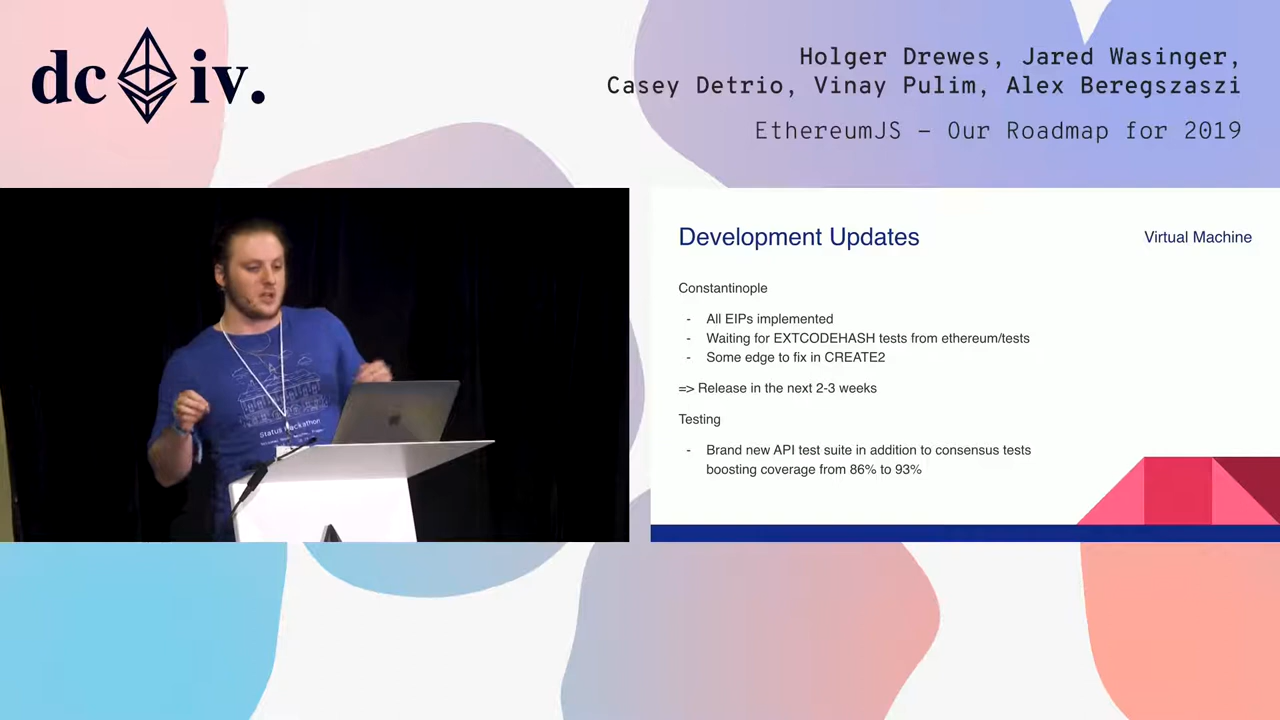 dc iv.
Holger Drewes, Jared Wasinger,
Casey Detrio, Vinay Pulim, Alex Beregszaszi
EthereumJS – Our Roadmap for 2019
Development Updates
Virtual Machine
Constantinople
- All EIPs implemented
- Waiting for EXTCODEHASH tests from ethereum/tests
- Some edge to fix in CREATE2
=> Release in the next 2-3 weeks
Testing
- Brand new API test suite in addition to consensus tests
boosting coverage from 86% to 93%
Status Hackathon